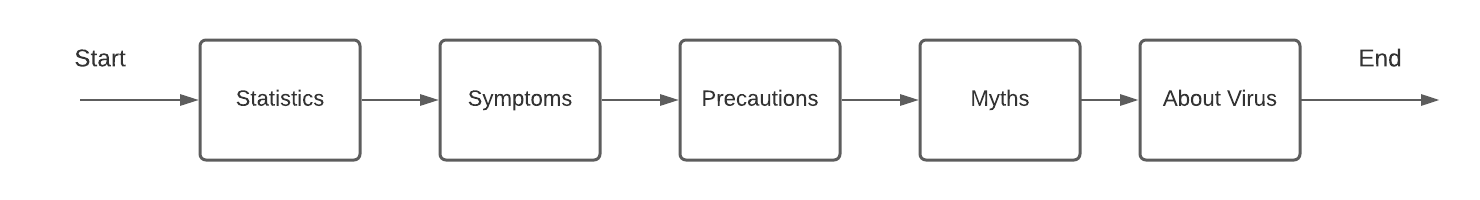 Start
Statistics
Symptoms
Precautions
Myths
About Virus
End